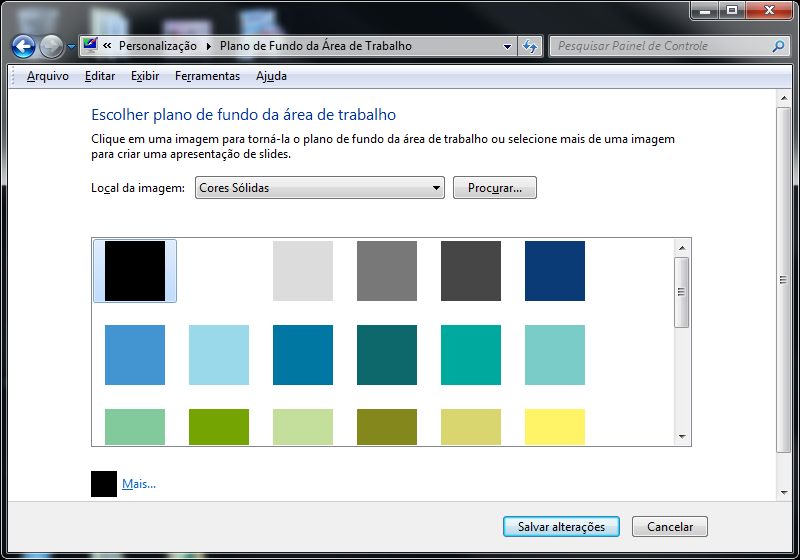 « Personalização ▸ Plano de Fundo da Área de Trabalho
Pesquisar Painel de Controle
Arquivo Editar Exibir Ferramentas Ajuda
Escolher plano de fundo da área de trabalho
Clique em uma imagem para torná-la o plano de fundo da área de trabalho ou selecione mais de uma imagem
para criar uma apresentação de slides.
Local da imagem: Cores Sólidas Procurar...
Mais...
Salvar alterações Cancelar